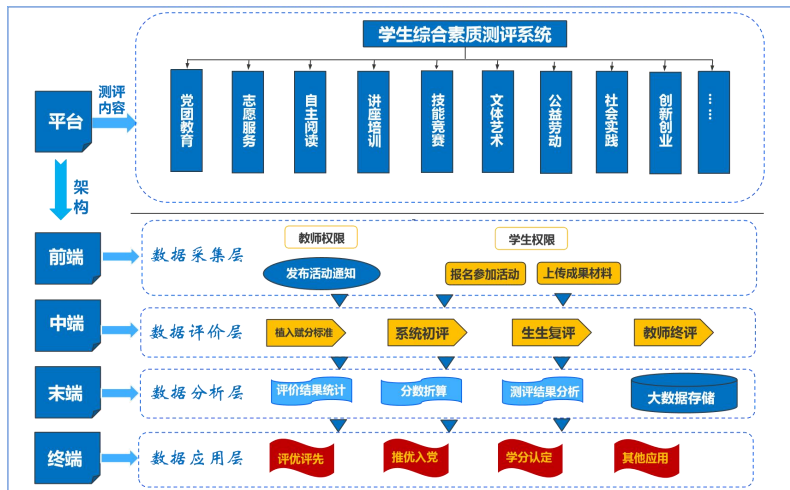 学生综合素质测评系统
测评
内容
平台
党团教育
志愿服务
自主阅读
讲座培训
技能竞赛
文体艺术
公益劳动
社会实践
创新创业
……
架
构
前端
数据采集层
教师权限
学生权限
发布活动通知
报名参加活动
上传成果材料
中端
数据评价层
植入赋分标准
系统初评
生生复评
教师终评
末端
数据分析层
评价结果统计
分数折算
测评结果分析
大数据存储
终端
数据应用层
评优评先
推优入党
学分认定
其他应用